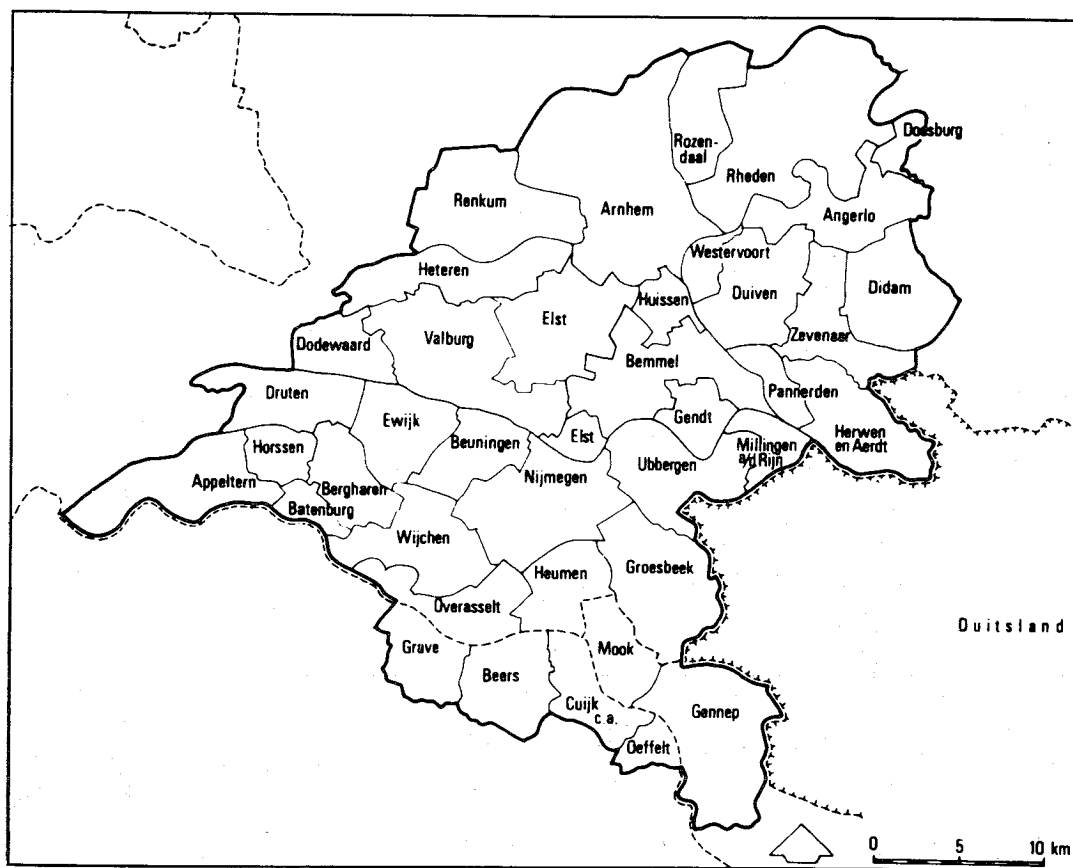 Doesburg
Rozen-
daal
Rheden
Renkum
Arnhem
Angerlo
Westervoort
Heteren
Duiven
Didam
Huissen
Elst
Zevenaar
Valburg
Dodewaard
Bemmel
Druten
Pannerden
Gendt
Ewijk
Elst
Herwen
en Aerdt
Horssen
Beuningen
Millingen
a/d Rijn
Ubbergen
Nijmegen
Appeltern
Bergharen
Batenburg
Wijchen
Heumen
Groesbeek
Overasselt
Duitsland
Grave
Mook
Beers
Cuijk
c.a.
Gennep
Oeffelt
0 5 10 km